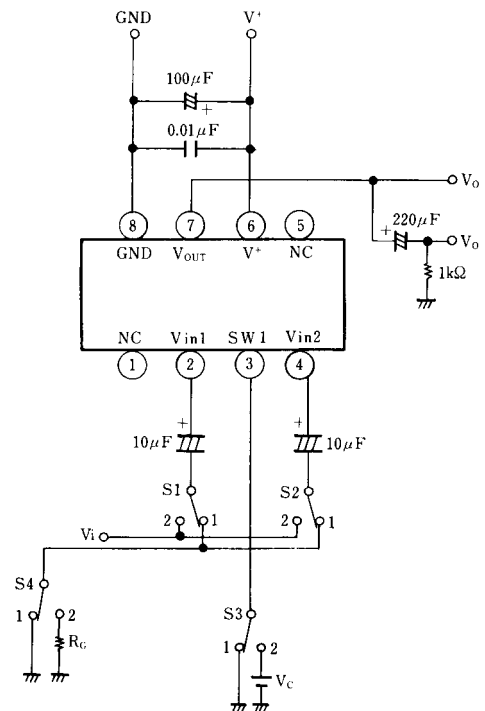 GND V+
100μF
+
0.01μF
Vo
8 7 6 5
+ 220μF
Vo
GND VOUT V+ NC
1kΩ
NC Vin1 SW1 Vin2
1 2 3 4
+ +
10μF 10μF
S1 S2
2 1 2 1
Vi
S4 S3
1 2 1 2
RG VC